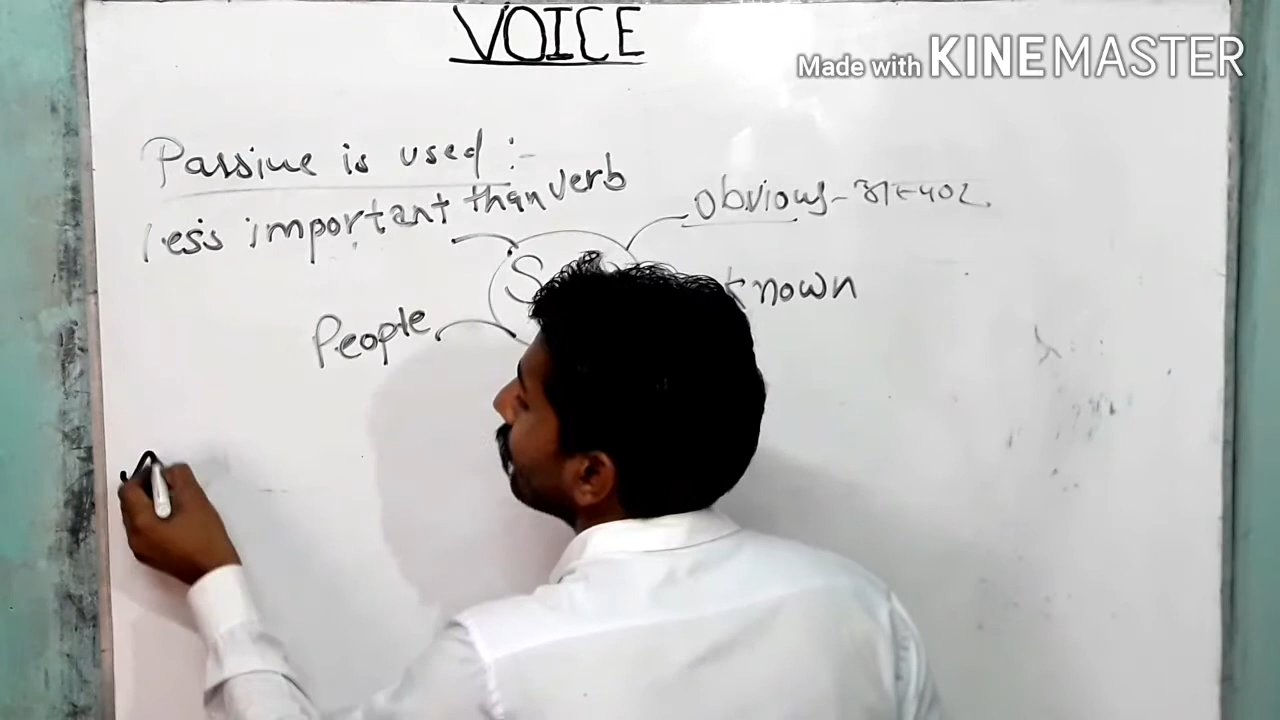 VOICE
Made with KINEMASTER
Passive is used :-
less important than verb
Obvious -
S
known
People